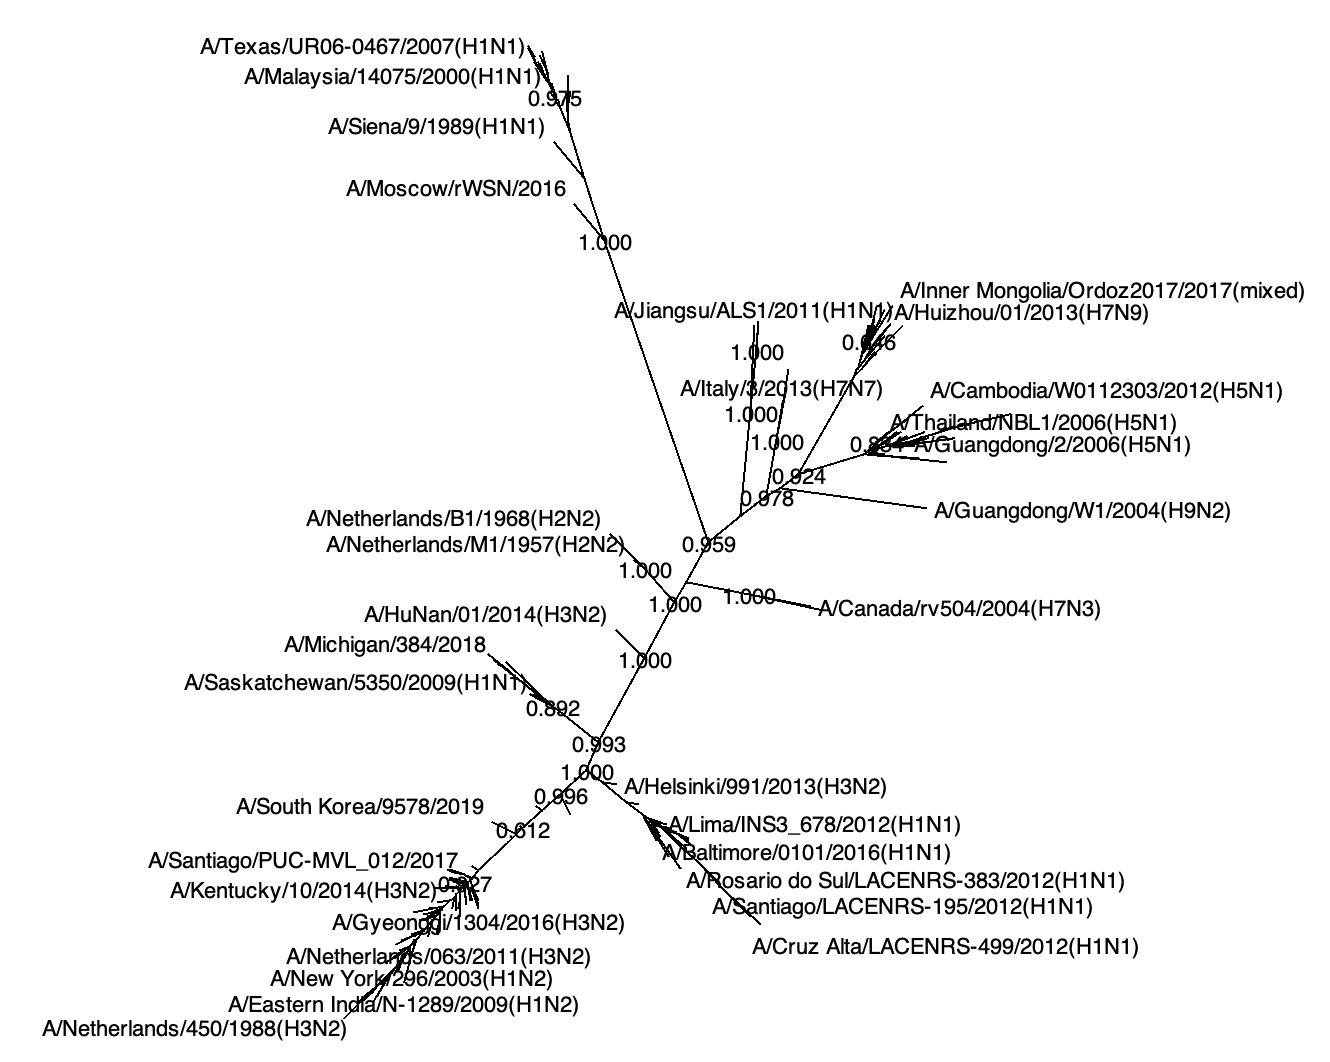 A/Texas/UR06-0467/2007(H1N1)
A/Malaysia/14075/2000(H1N1)
0.975
A/Siena/9/1989(H1N1)
A/Moscow/rWSN/2016
1.000
A/Inner Mongolia/Ordoz2017/2017(mixed)
A/Jiangsu/ALS1/2011(H1N1)
A/Huizhou/01/2013(H7N9)
0.646
1.000
A/Italy/3/2013(H7N7)
A/Cambodia/W0112303/2012(H5N1)
1.000
A/Thailand/NBL1/2006(H5N1)
1.000
A/Guangdong/2/2006(H5N1)
0.924
0.978
A/Guangdong/W1/2004(H9N2)
A/Netherlands/B1/1968(H2N2)
A/Netherlands/M1/1957(H2N2)
0.959
1.000
1.000
1.000
A/Canada/rv504/2004(H7N3)
A/HuNan/01/2014(H3N2)
A/Michigan/384/2018
1.000
A/Saskatchewan/5350/2009(H1N1)
0.892
0.993
1.000
A/Helsinki/991/2013(H3N2)
0.996
A/South Korea/9578/2019
A/Lima/INS3_678/2012(H1N1)
0.612
A/Baltimore/0101/2016(H1N1)
A/Santiago/PUC-MVL_012/2017
A/Rosario do Sul/LACENRS-383/2012(H1N1)
A/Kentucky/10/2014(H3N2)
A/Santiago/LACENRS-195/2012(H1N1)
A/Gyeonggi/1304/2016(H3N2)
A/Cruz Alta/LACENRS-499/2012(H1N1)
A/Netherlands/063/2011(H3N2)
A/New York/296/2003(H1N2)
A/Eastern India/N-1289/2009(H1N2)
A/Netherlands/450/1988(H3N2)